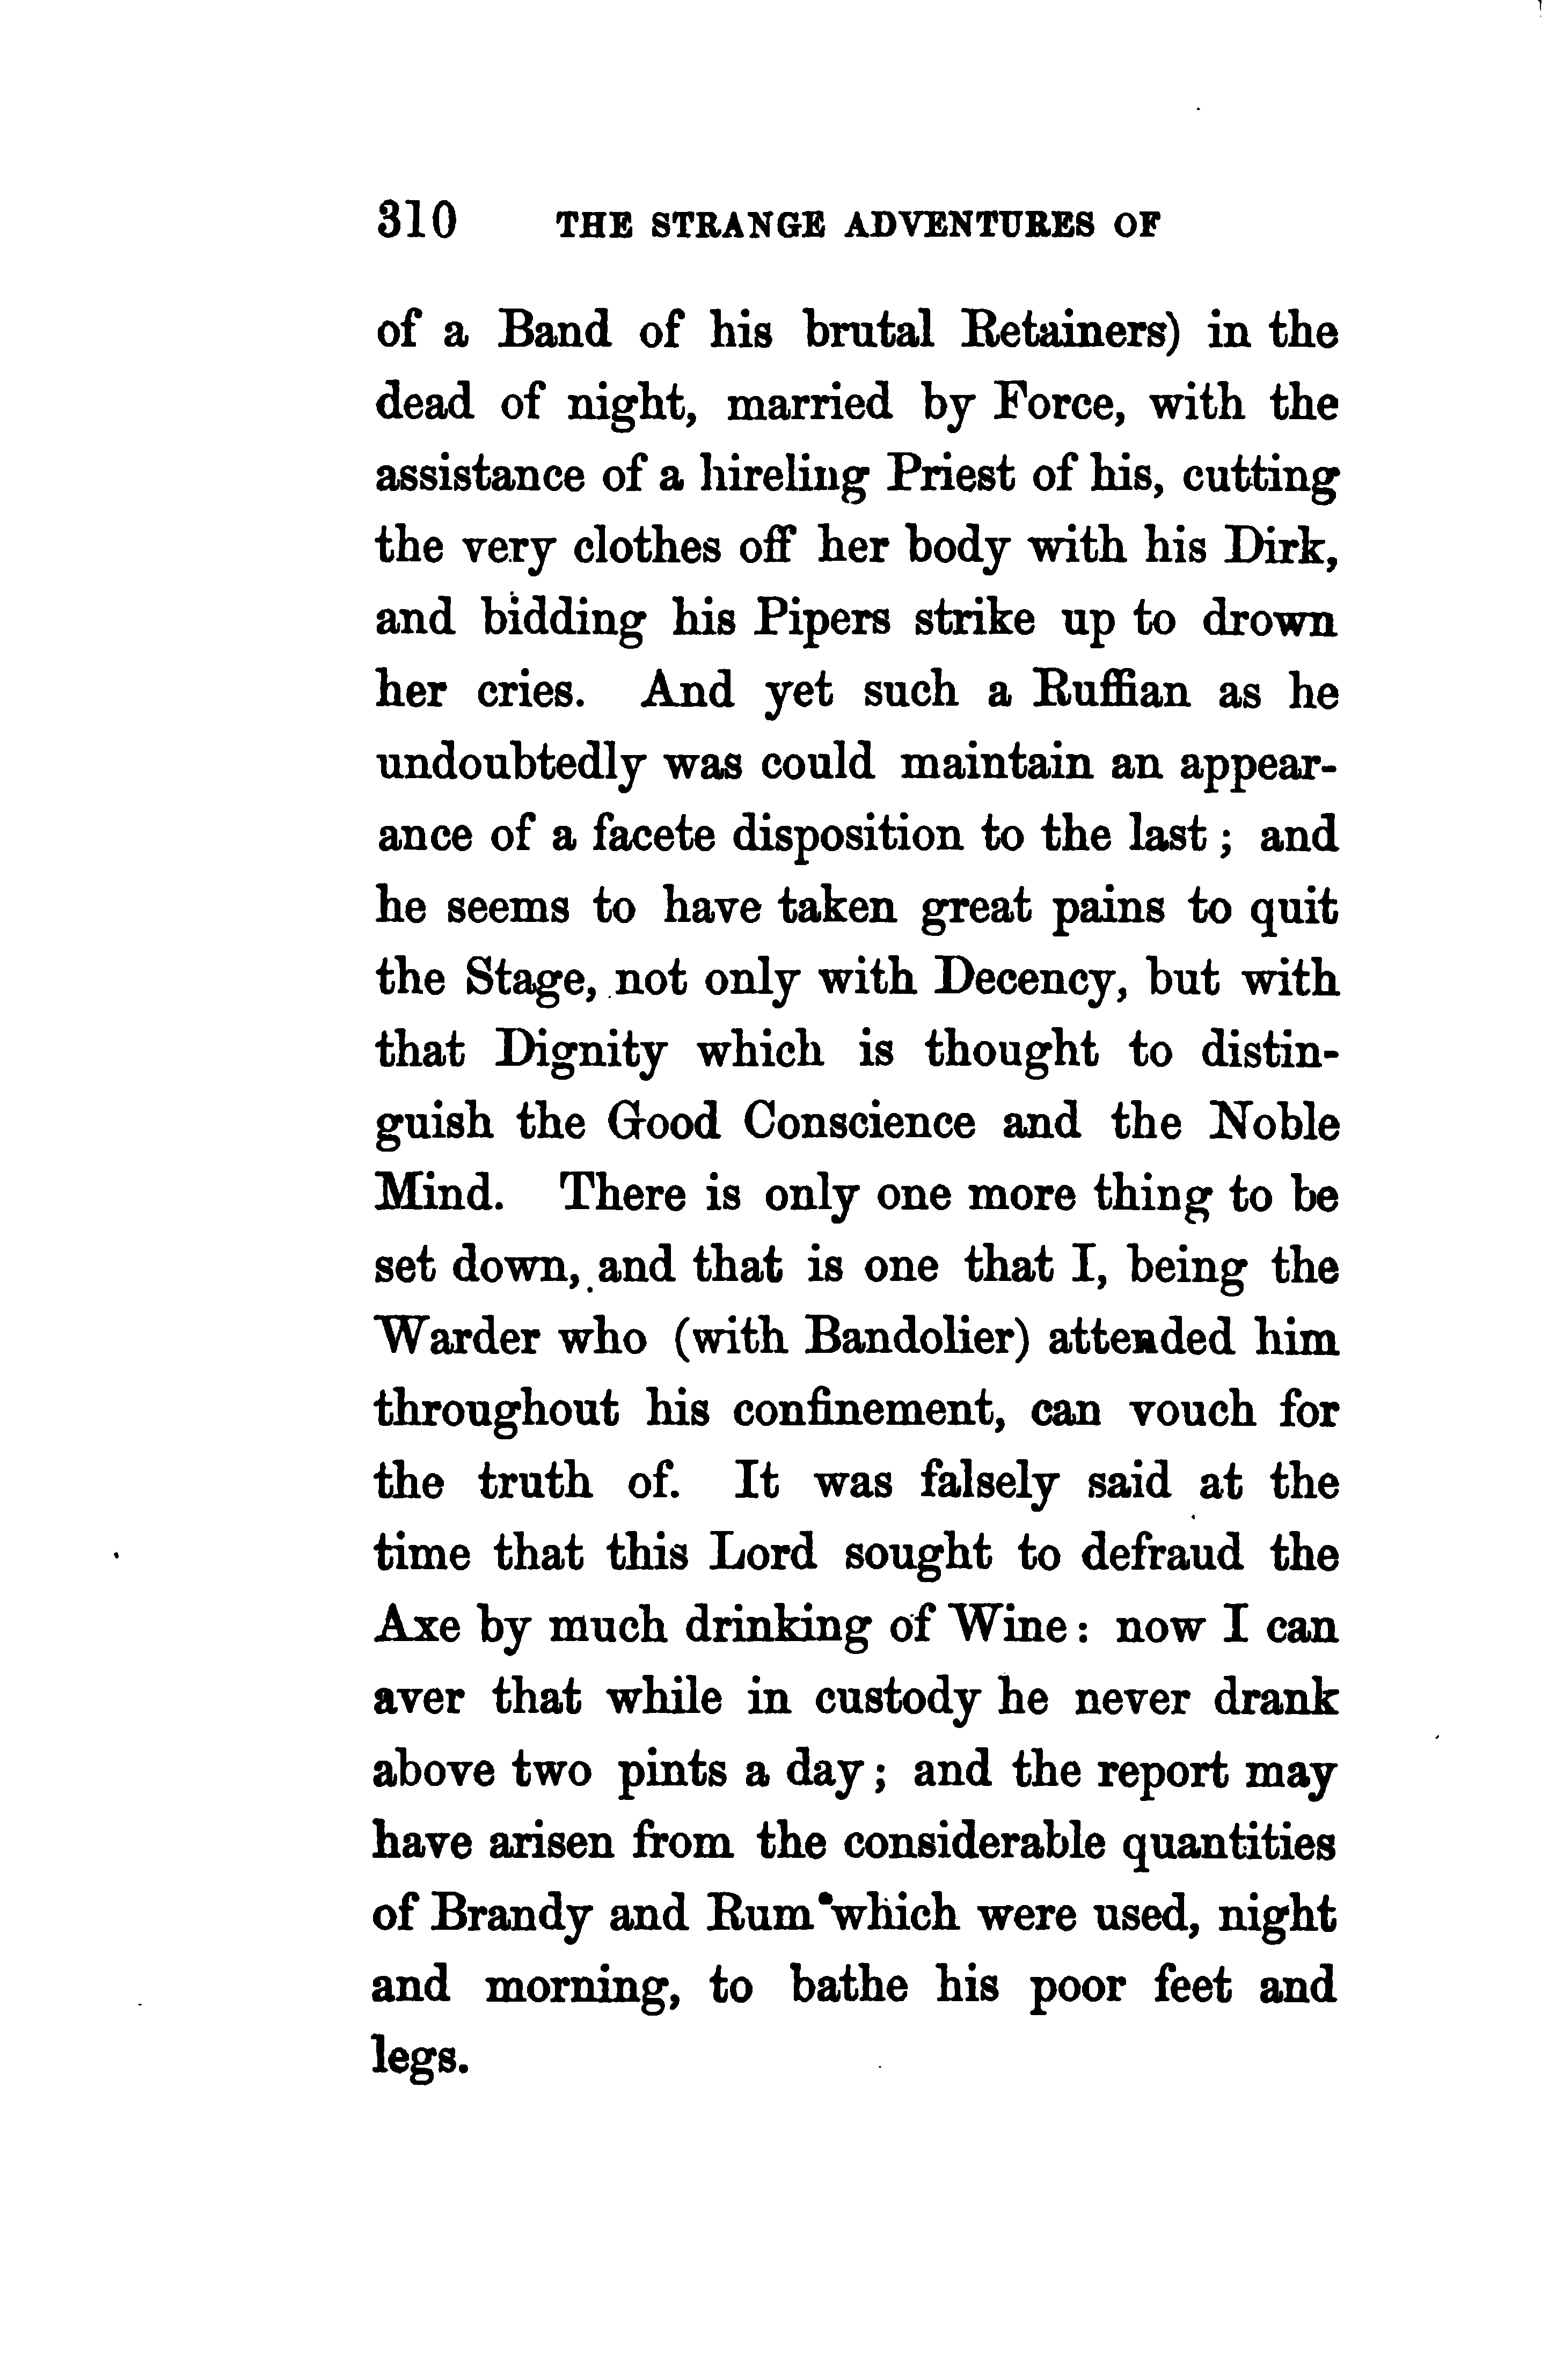 310 THE STRANGE ADVENTURES OF
of a Band of his brutal Retainers) in the
dead of night, married by Force, with the
assistance of a hireling Priest of his, cutting
the very clothes off her body with his Dirk,
and bidding his Pipers strike up to drown
her cries. And yet such a Ruffian as he
undoubtedly was could maintain an appear-
ance of a facete disposition to the last; and
he seems to have taken great pains to quit
the Stage, not only with Decency, but with
that Dignity which is thought to distin-
guish the Good Conscience and the Noble
Mind. There is only one more thing to be
set down, and that is one that I, being the
Warder who (with Bandolier) attended him
throughout his confinement, can vouch for
the truth of. It was falsely said at the
time that this Lord sought to defraud the
Axe by much drinking of Wine: now I can
aver that while in custody he never drank
above two pints a day; and the report may
have arisen from the considerable quantities
of Brandy and Rum which were used, night
and morning, to bathe his poor feet and
legs.